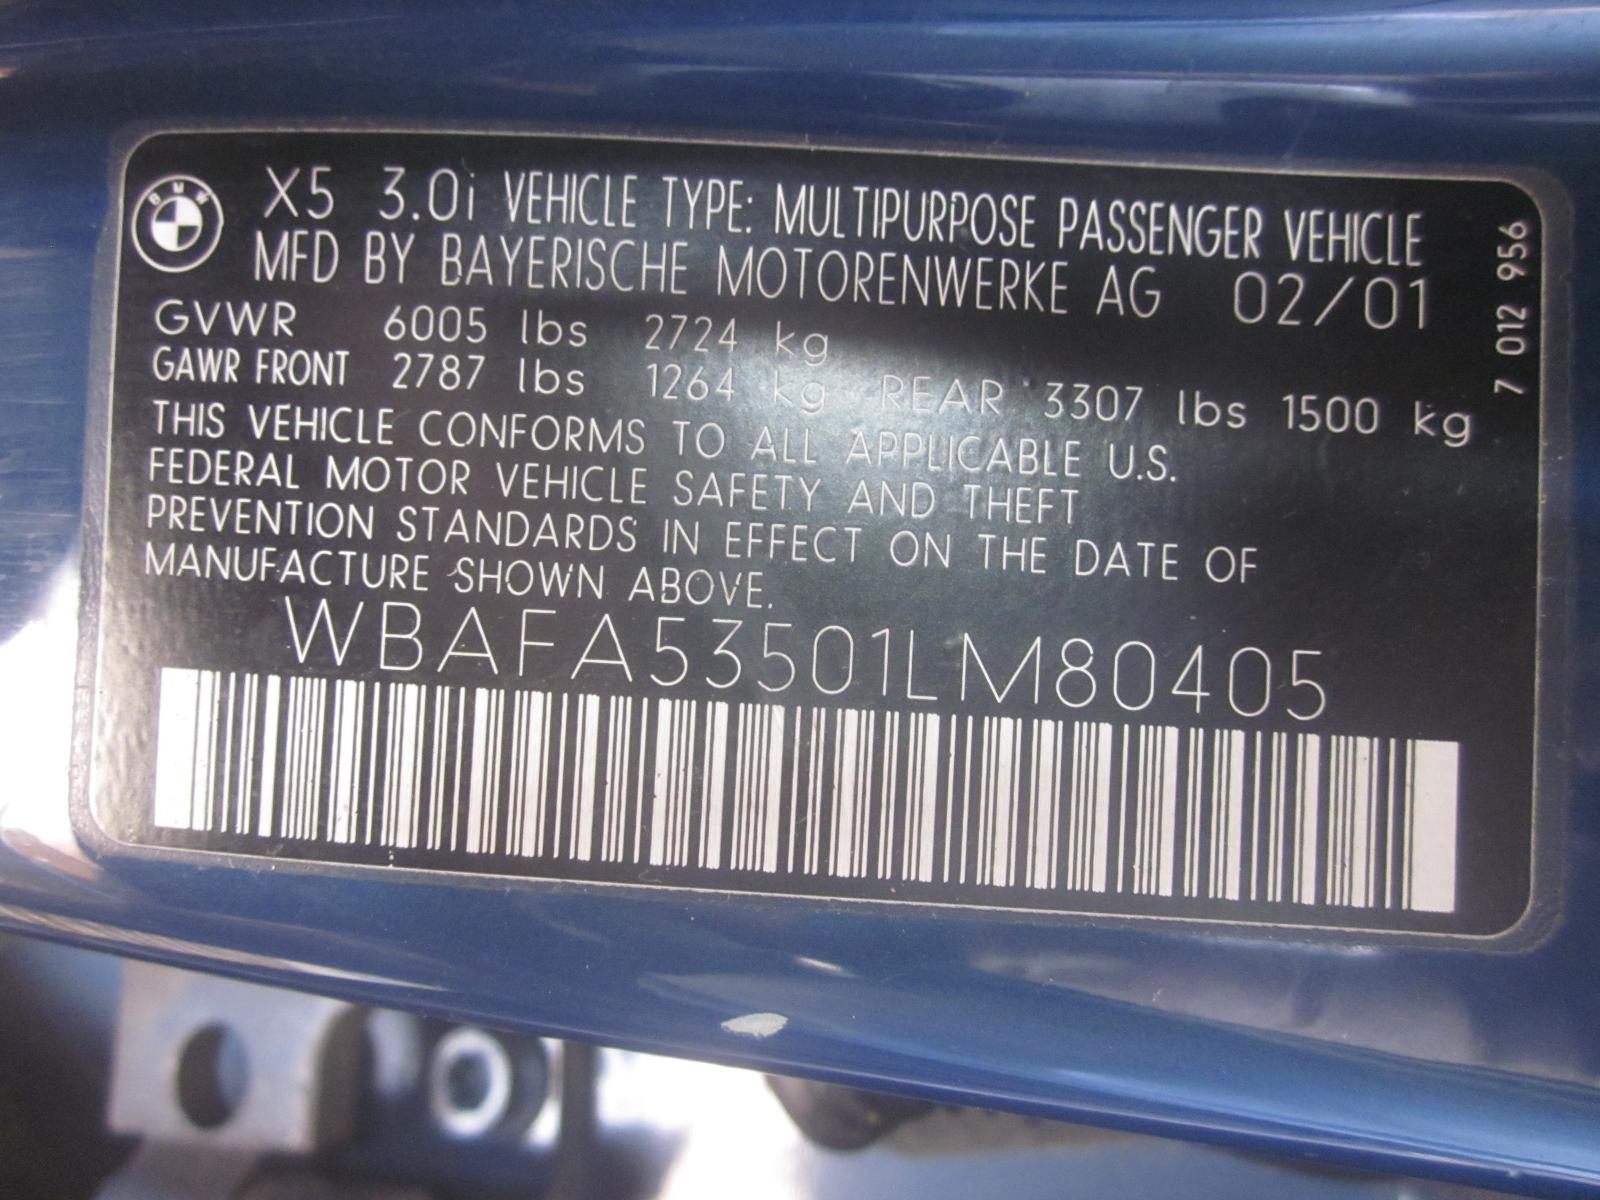 BMW
X5 3.0i VEHICLE TYPE: MULTIPURPOSE PASSENGER VEHICLE
MFD BY BAYERISCHE MOTORENWERKE AG 02/01
GVWR 6005 lbs 2724 kg
GAWR FRONT 2787 lbs 1264 kg REAR 3307 lbs 1500 kg
THIS VEHICLE CONFORMS TO ALL APPLICABLE U.S.
FEDERAL MOTOR VEHICLE SAFETY AND THEFT
PREVENTION STANDARDS IN EFFECT ON THE DATE OF
MANUFACTURE SHOWN ABOVE.
WBAFA53501LM80405
7 012 956